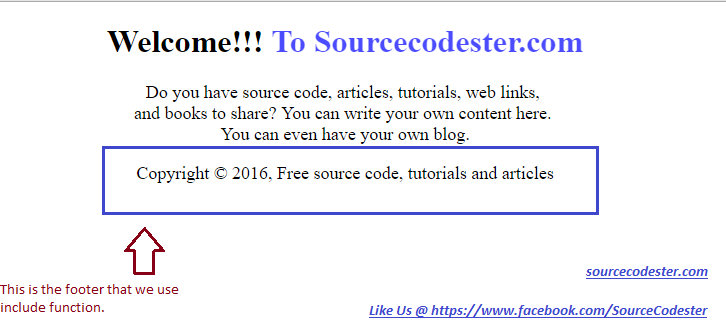 Welcome!!! To Sourcecodester.com
Do you have source code, articles, tutorials, web links,
and books to share? You can write your own content here.
You can even have your own blog.
Copyright © 2016, Free source code, tutorials and articles
This is the footer that we use
include function.
sourcecodester.com
Like Us @ https://www.facebook.com/SourceCodester